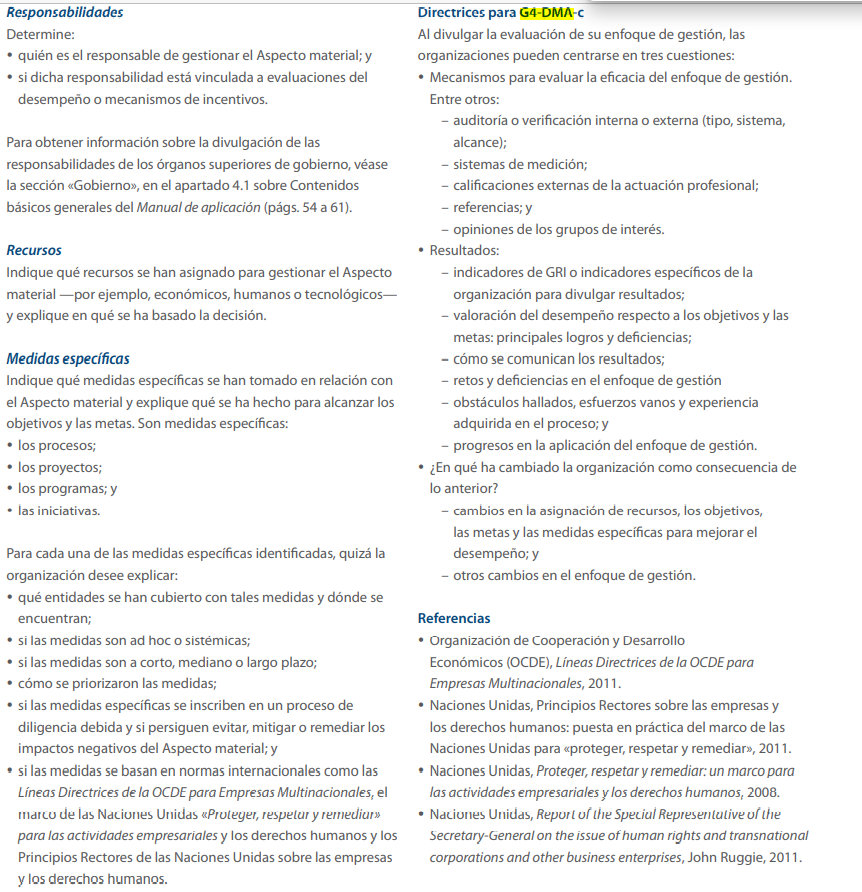 Responsabilidades
Determine:
• quién es el responsable de gestionar el Aspecto material; y
• si dicha responsabilidad está vinculada a evaluaciones del
desempeño o mecanismos de incentivos.
Para obtener información sobre la divulgación de las
responsabilidades de los órganos superiores de gobierno, véase
la sección «Gobierno», en el apartado 4.1 sobre Contenidos
básicos generales del Manual de aplicación (págs. 54 a 61).
Recursos
Indique qué recursos se han asignado para gestionar el Aspecto
material —por ejemplo, económicos, humanos o tecnológicos—
y explique en qué se ha basado la decisión.
Medidas específicas
Indique qué medidas específicas se han tomado en relación con
el Aspecto material y explique qué se ha hecho para alcanzar los
objetivos y las metas. Son medidas específicas:
• los procesos;
• los proyectos;
• los programas; y
• las iniciativas.
Para cada una de las medidas específicas identificadas, quizá la
organización desee explicar:
• qué entidades se han cubierto con tales medidas y dónde se
encuentran;
• si las medidas son ad hoc o sistémicas;
• si las medidas son a corto, mediano o largo plazo;
• cómo se priorizaron las medidas;
• si las medidas específicas se inscriben en un proceso de
diligencia debida y si persiguen evitar, mitigar o remediar los
impactos negativos del Aspecto material; y
• si las medidas se basan en normas internacionales como las
Líneas Directrices de la OCDE para Empresas Multinacionales, el
marco de las Naciones Unidas «Proteger, respetar y remediar»
para las actividades empresariales y los derechos humanos y los
Principios Rectores de las Naciones Unidas sobre las empresas
y los derechos humanos.
Directrices para G4-DMA-c
Al divulgar la evaluación de su enfoque de gestión, las
organizaciones pueden centrarse en tres cuestiones:
• Mecanismos para evaluar la eficacia del enfoque de gestión.
Entre otros:
– auditoría o verificación interna o externa (tipo, sistema,
alcance);
– sistemas de medición;
– calificaciones externas de la actuación profesional;
– referencias; y
– opiniones de los grupos de interés.
• Resultados:
– indicadores de GRI o indicadores específicos de la
organización para divulgar resultados;
– valoración del desempeño respecto a los objetivos y las
metas: principales logros y deficiencias;
– cómo se comunican los resultados;
– retos y deficiencias en el enfoque de gestión
– obstáculos hallados, esfuerzos vanos y experiencia
adquirida en el proceso; y
– progresos en la aplicación del enfoque de gestión.
• ¿En qué ha cambiado la organización como consecuencia de
lo anterior?
– cambios en la asignación de recursos, los objetivos,
las metas y las medidas específicas para mejorar el
desempeño; y
– otros cambios en el enfoque de gestión.
Referencias
• Organización de Cooperación y Desarrollo
Económicos (OCDE), Líneas Directrices de la OCDE para
Empresas Multinacionales, 2011.
• Naciones Unidas, Principios Rectores sobre las empresas y
los derechos humanos: puesta en práctica del marco de las
Naciones Unidas para «proteger, respetar y remediar», 2011.
• Naciones Unidas, Proteger, respetar y remediar: un marco para
las actividades empresariales y los derechos humanos, 2008.
• Naciones Unidas, Report of the Special Representative of the
Secretary-General on the issue of human rights and transnational
corporations and other business enterprises, John Ruggie, 2011.